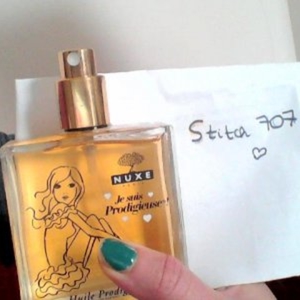 Stita 707
NUXE
Je suis
Prodigieuse !
Huile Prodig